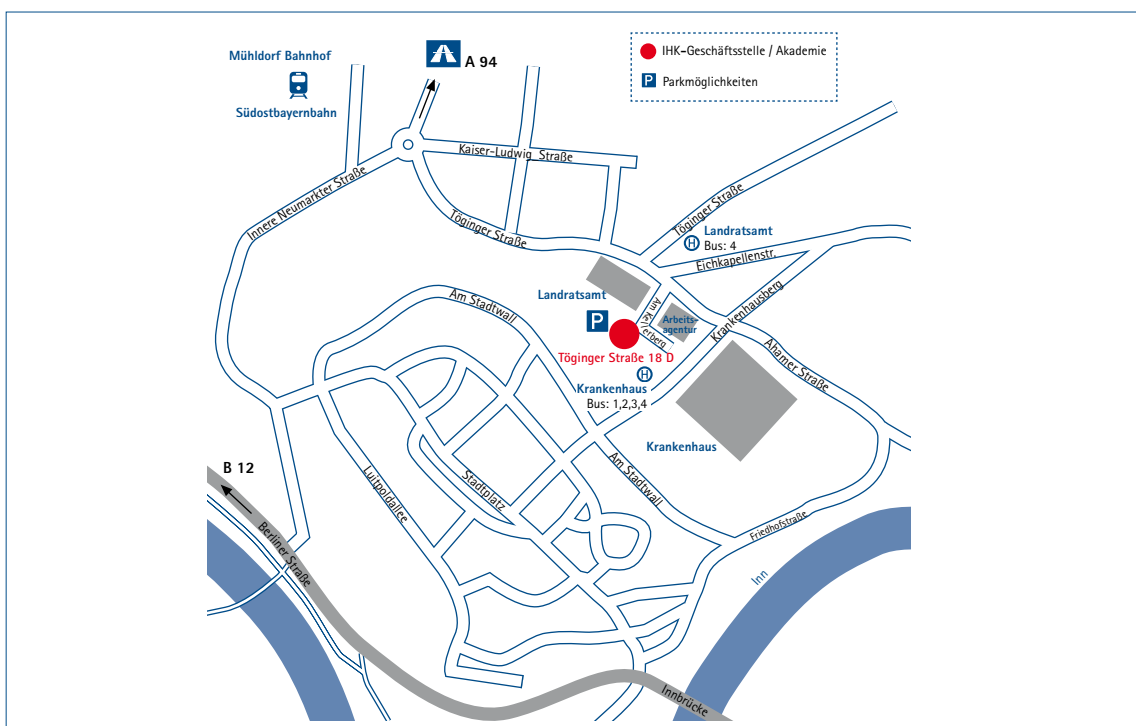 Mühldorf Bahnhof
Südostbayernbahn
A 94
IHK-Geschäftsstelle / Akademie
P Parkmöglichkeiten
Kaiser-Ludwig Straße
Innere Neumarkter Straße
Töginger Straße
Töginger Straße
H Landratsamt
Bus: 4
Eichkapellenstr.
Landratsamt
Am Stadtwall
Am Kellerberg
Arbeits-
agentur
Krankenhausberg
P
Töginger Straße 18 D
H
Krankenhaus
Bus: 1,2,3,4
Ahamer Straße
Krankenhaus
B 12
Luitpoldallee
Stadtplatz
Am Stadtwall
Berliner Straße
Friedhofstraße
Inn
Innbrücke